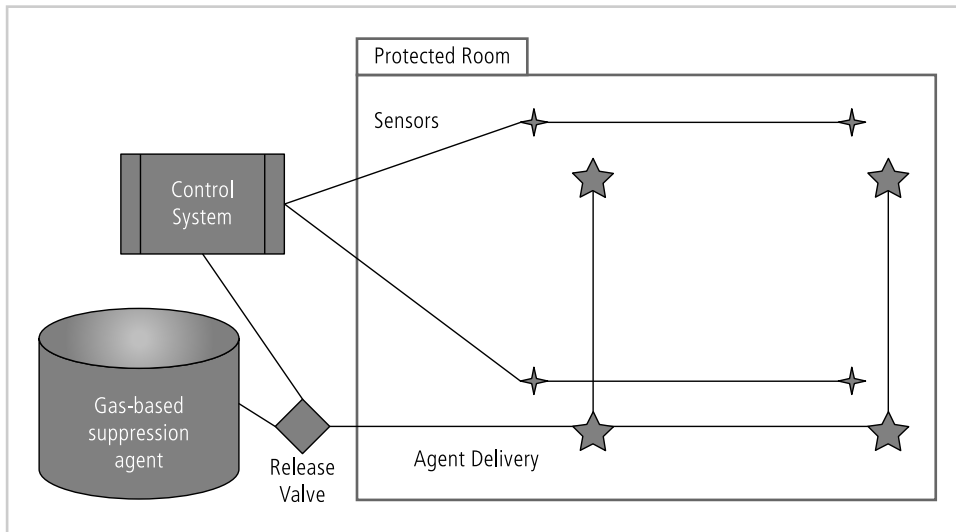 Protected Room
Sensors
Control
System
Gas-based
suppression
agent
Release
Valve
Agent Delivery